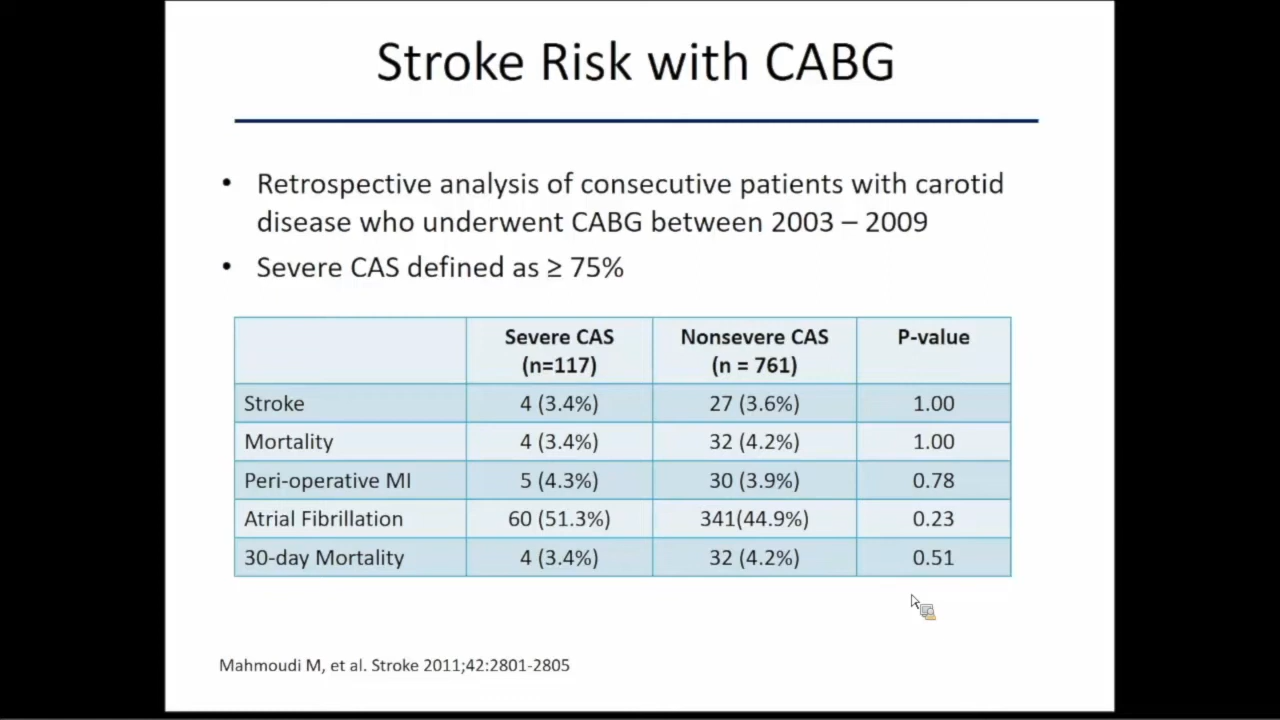 Stroke Risk with CABG
• Retrospective analysis of consecutive patients with carotid
disease who underwent CABG between 2003 – 2009
• Severe CAS defined as ≥ 75%
Severe CAS (n=117) Nonsevere CAS (n = 761) P-value
Stroke 4 (3.4%) 27 (3.6%) 1.00
Mortality 4 (3.4%) 32 (4.2%) 1.00
Peri-operative MI 5 (4.3%) 30 (3.9%) 0.78
Atrial Fibrillation 60 (51.3%) 341(44.9%) 0.23
30-day Mortality 4 (3.4%) 32 (4.2%) 0.51
Mahmoudi M, et al. Stroke 2011;42:2801-2805